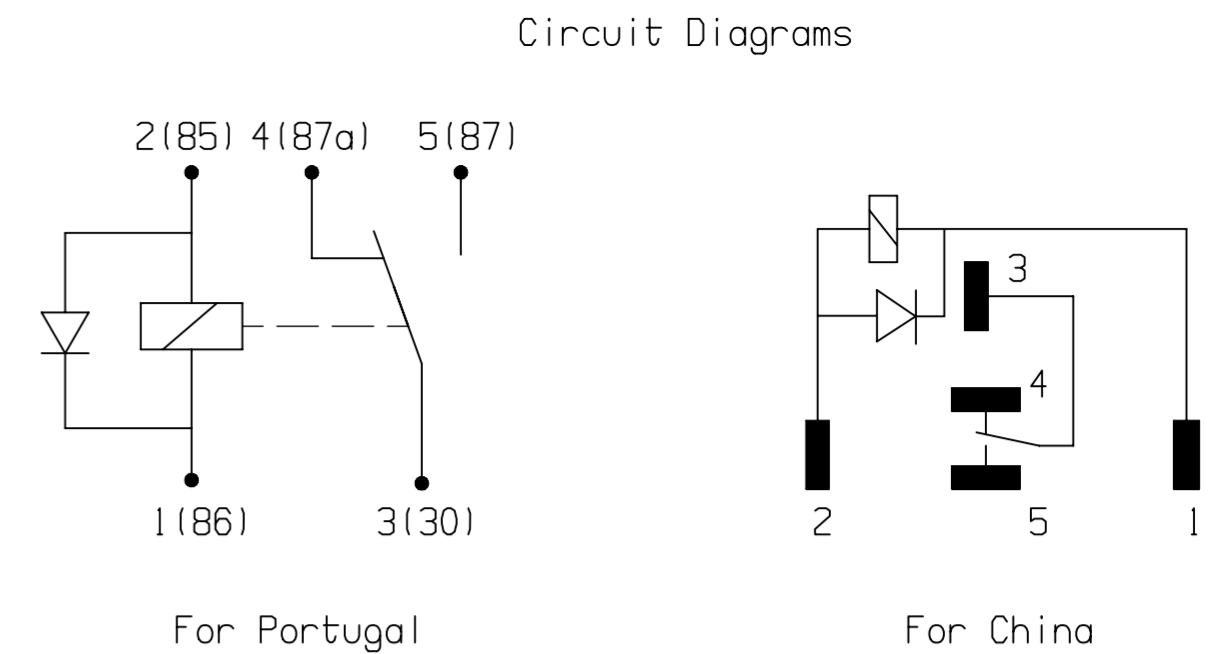 Circuit Diagrams
2(85) 4(87a) 5(87)
1(86) 3(30)
For Portugal
3
4
2 5 1
For China